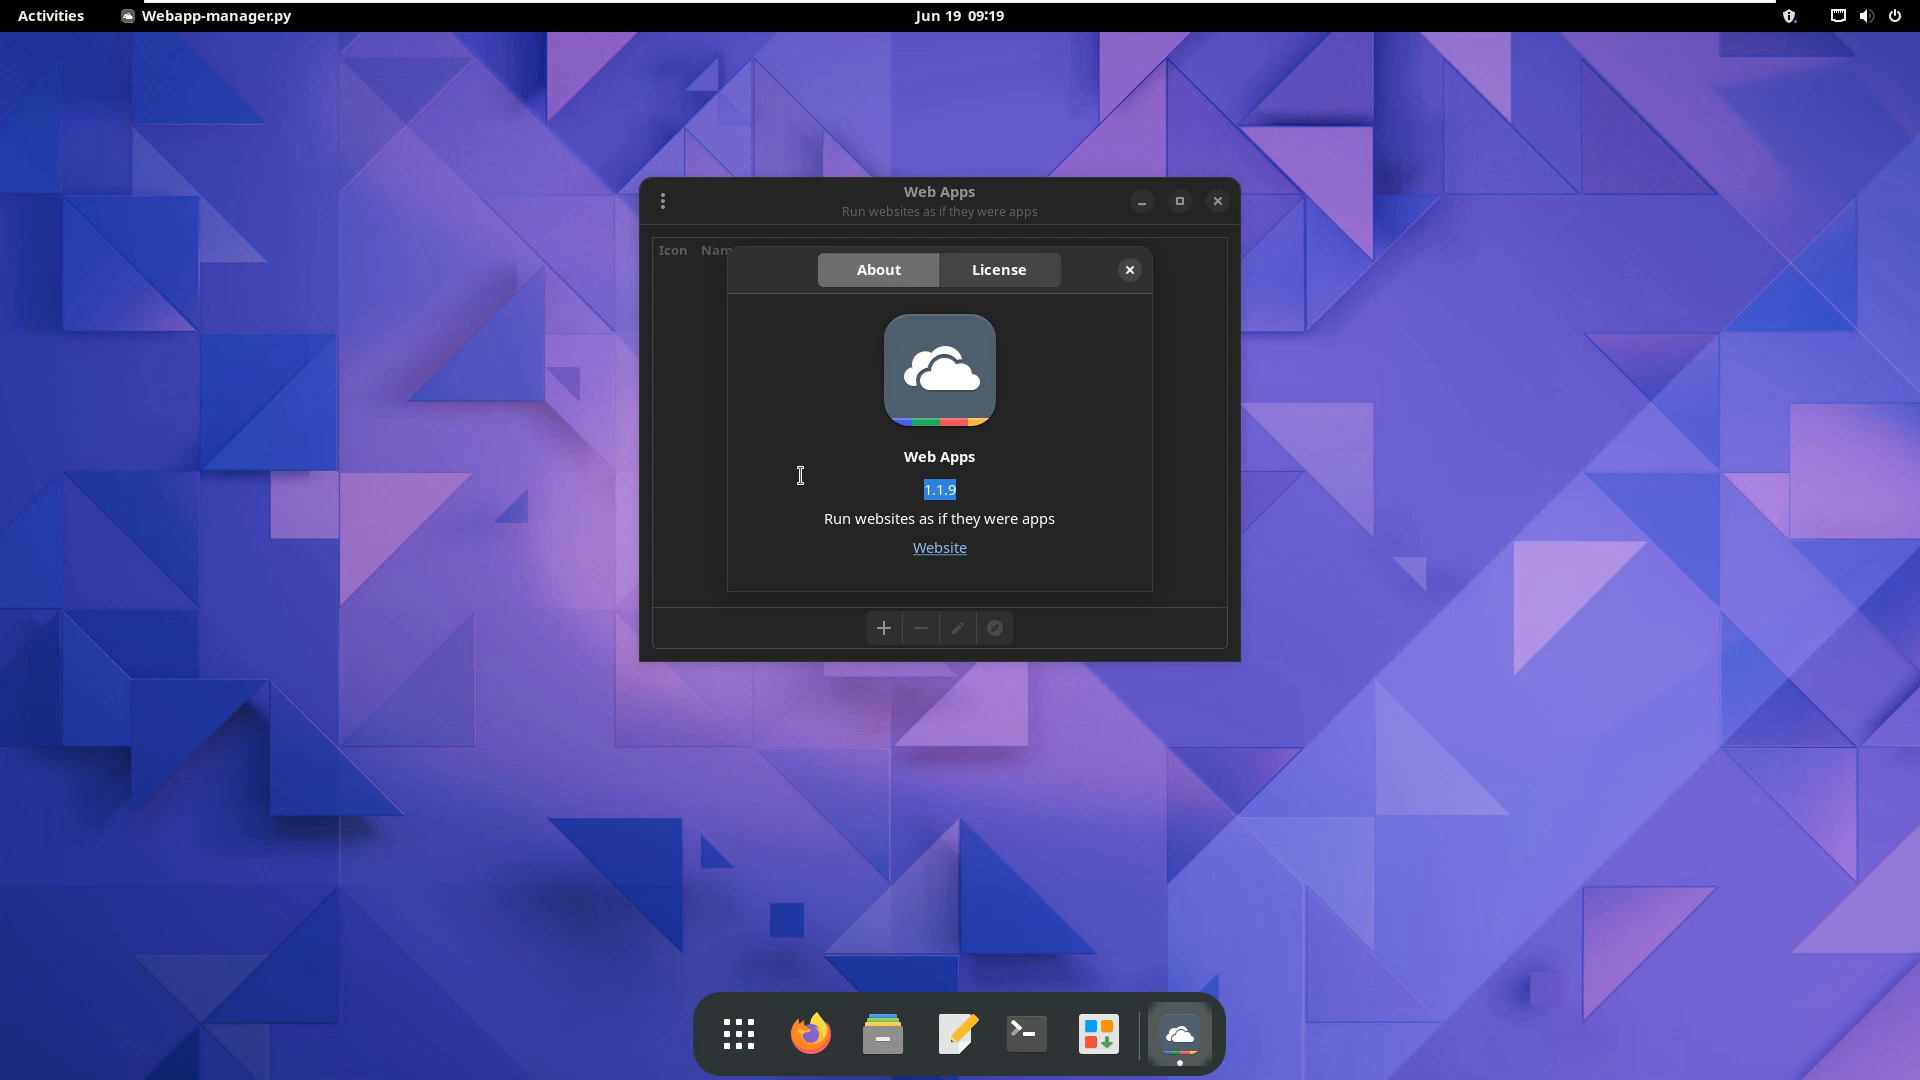 Activities
Webapp-manager.py
Jun 19 09:19
Web Apps
Run websites as if they were apps
Icon
About
License
Web Apps
1.1.9
Run websites as if they were apps
Website